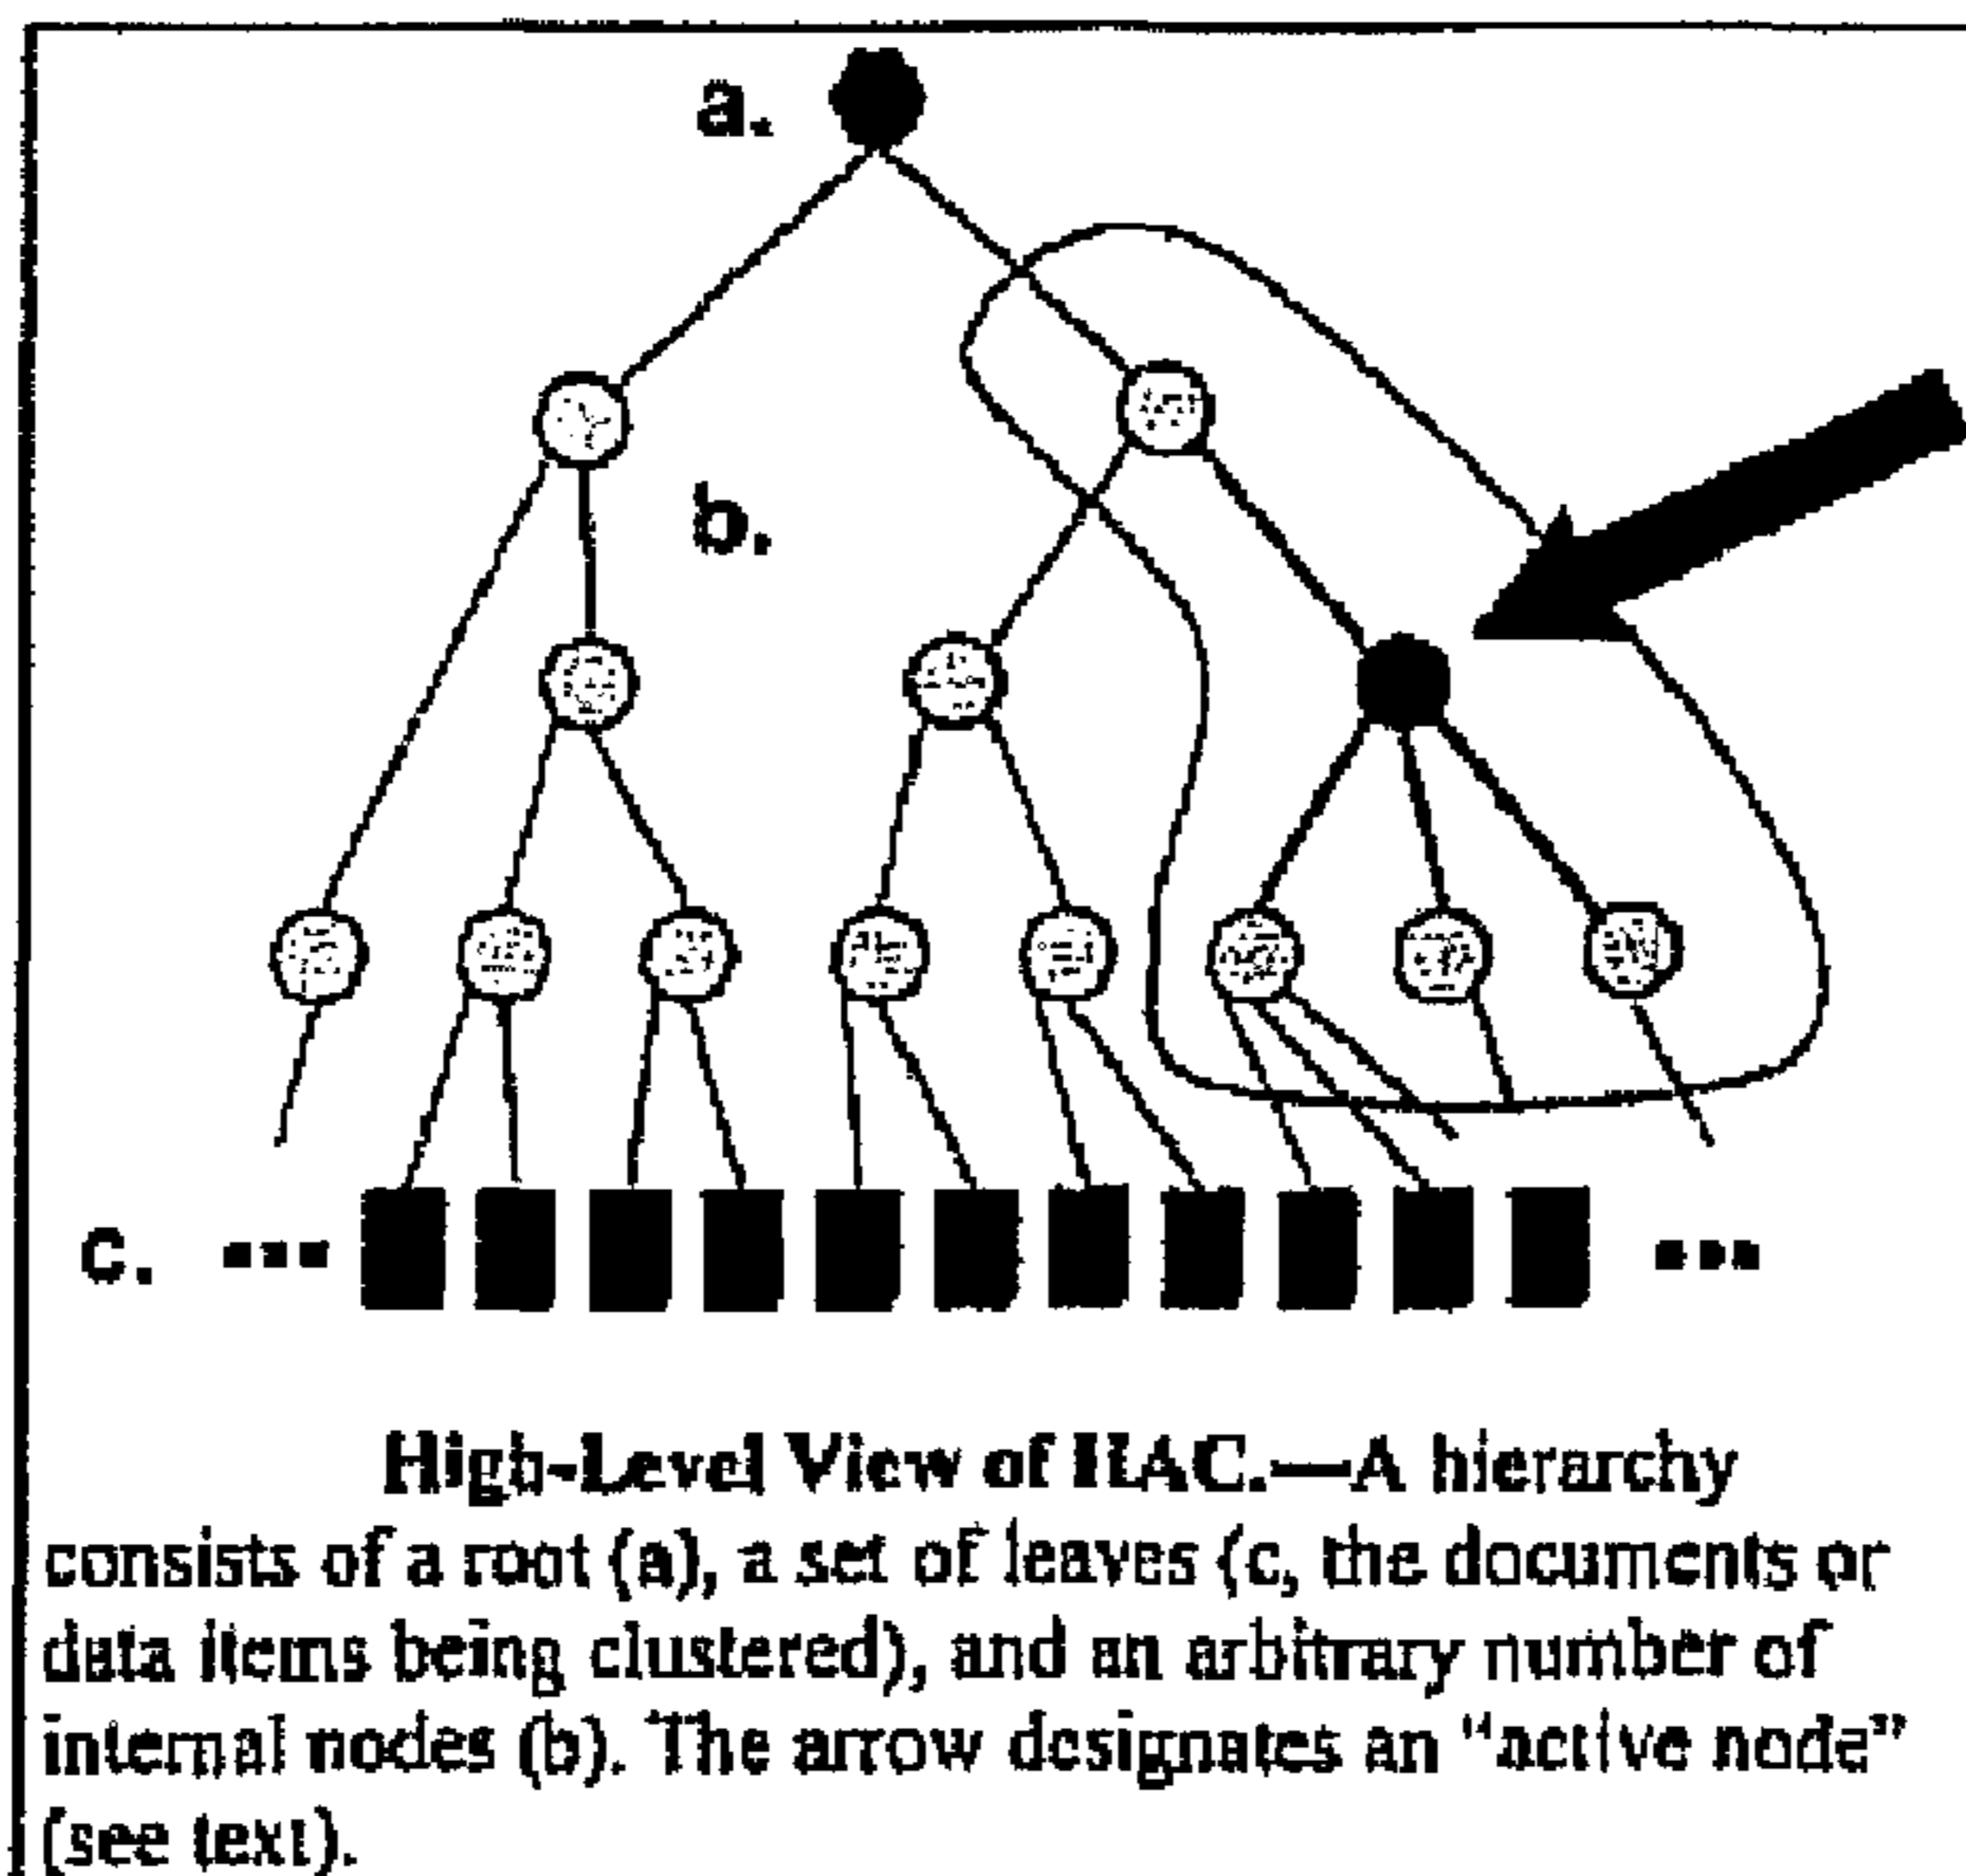 a.
b.
c. ... ...
High-Level View of HAC.—A hierarchy
consists of a root (a), a set of leaves (c, the documents or
data items being clustered), and an arbitrary number of
internal nodes (b). The arrow designates an “active node”
(see text).